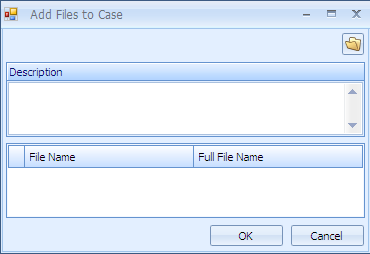 Add Files to Case
Description
File Name Full File Name
OK Cancel